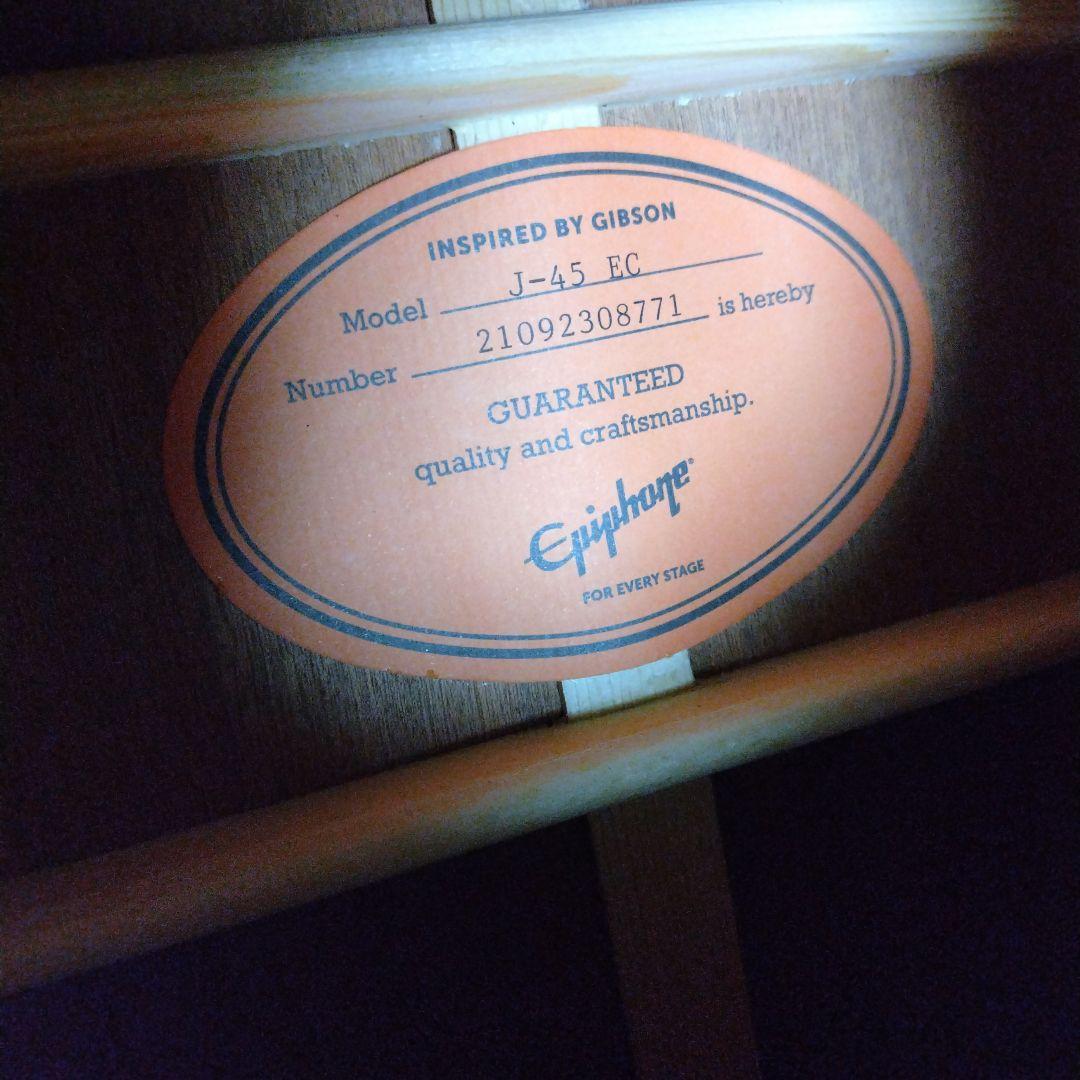 INSPIRED BY GIBSON
Model J-45 EC
Number 21092308771 is hereby
GUARANTEED
quality and craftsmanship.
Epiphone®
FOR EVERY STAGE